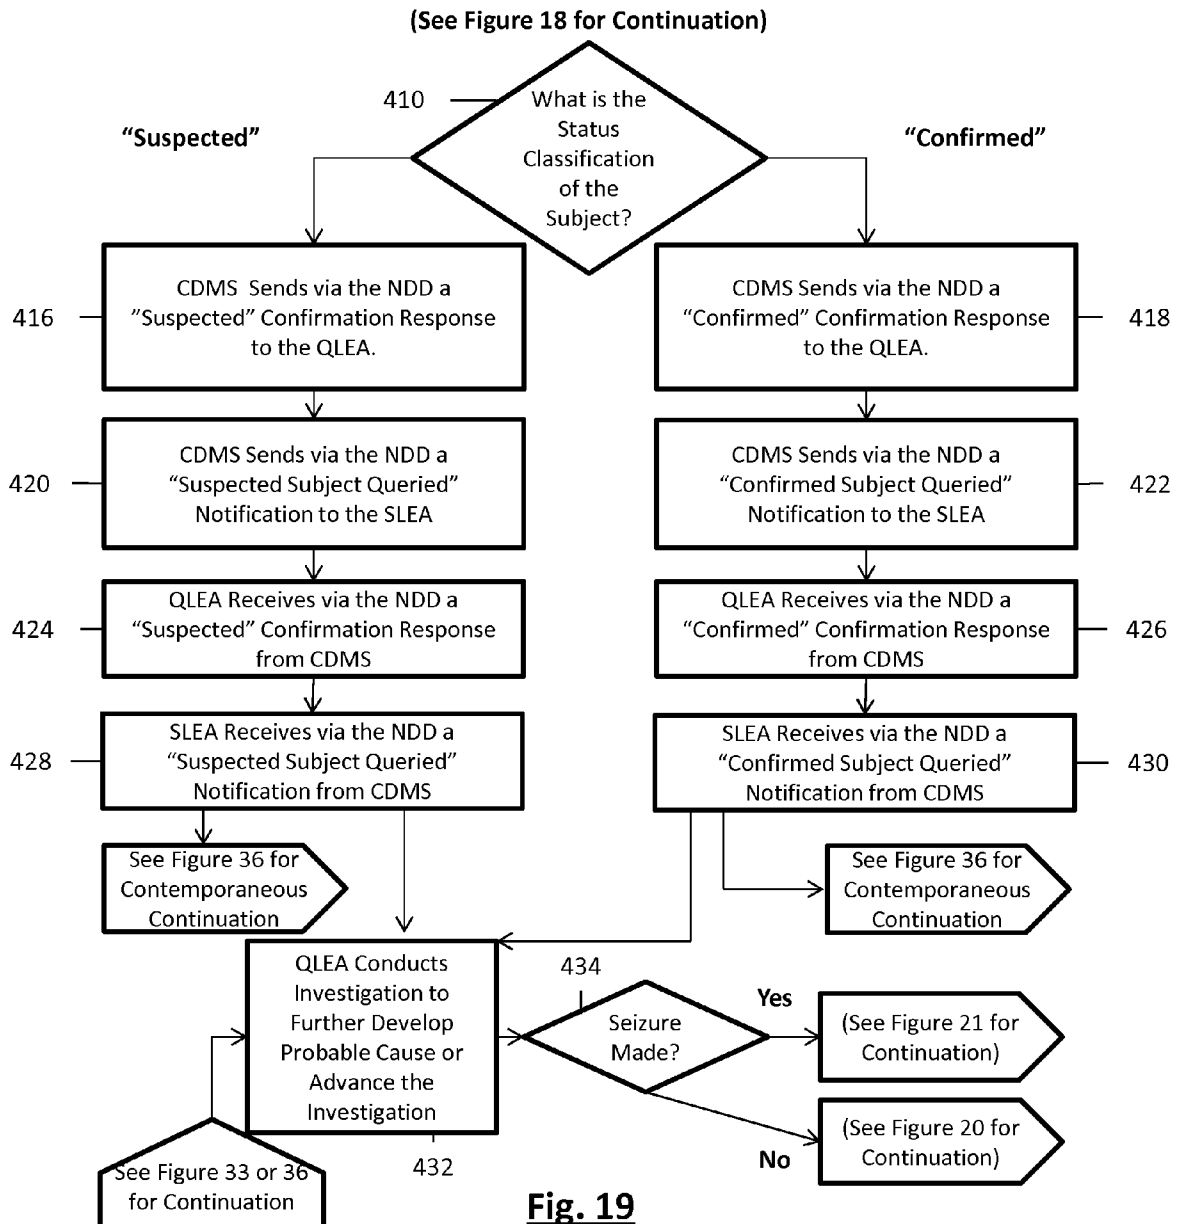 (See Figure 18 for Continuation)
410
What is the
Status
Classification
of the
Subject?
“Suspected”
“Confirmed”
416
CDMS Sends via the NDD a
”Suspected” Confirmation Response
to the QLEA.
CDMS Sends via the NDD a
“Confirmed” Confirmation Response
to the QLEA.
418
420
CDMS Sends via the NDD a
“Suspected Subject Queried”
Notification to the SLEA
CDMS Sends via the NDD a
“Confirmed Subject Queried”
Notification to the SLEA
422
424
QLEA Receives via the NDD a
“Suspected” Confirmation Response
from CDMS
QLEA Receives via the NDD a
“Confirmed” Confirmation Response
from CDMS
426
428
SLEA Receives via the NDD a
“Suspected Subject Queried”
Notification from CDMS
SLEA Receives via the NDD a
“Confirmed Subject Queried”
Notification from CDMS
430
See Figure 36 for
Contemporaneous
Continuation
See Figure 36 for
Contemporaneous
Continuation
QLEA Conducts
Investigation to
Further Develop
Probable Cause or
Advance the
Investigation
432
434
Seizure
Made?
Yes
(See Figure 21 for
Continuation)
No
(See Figure 20 for
Continuation)
See Figure 33 or 36
for Continuation
Fig. 19